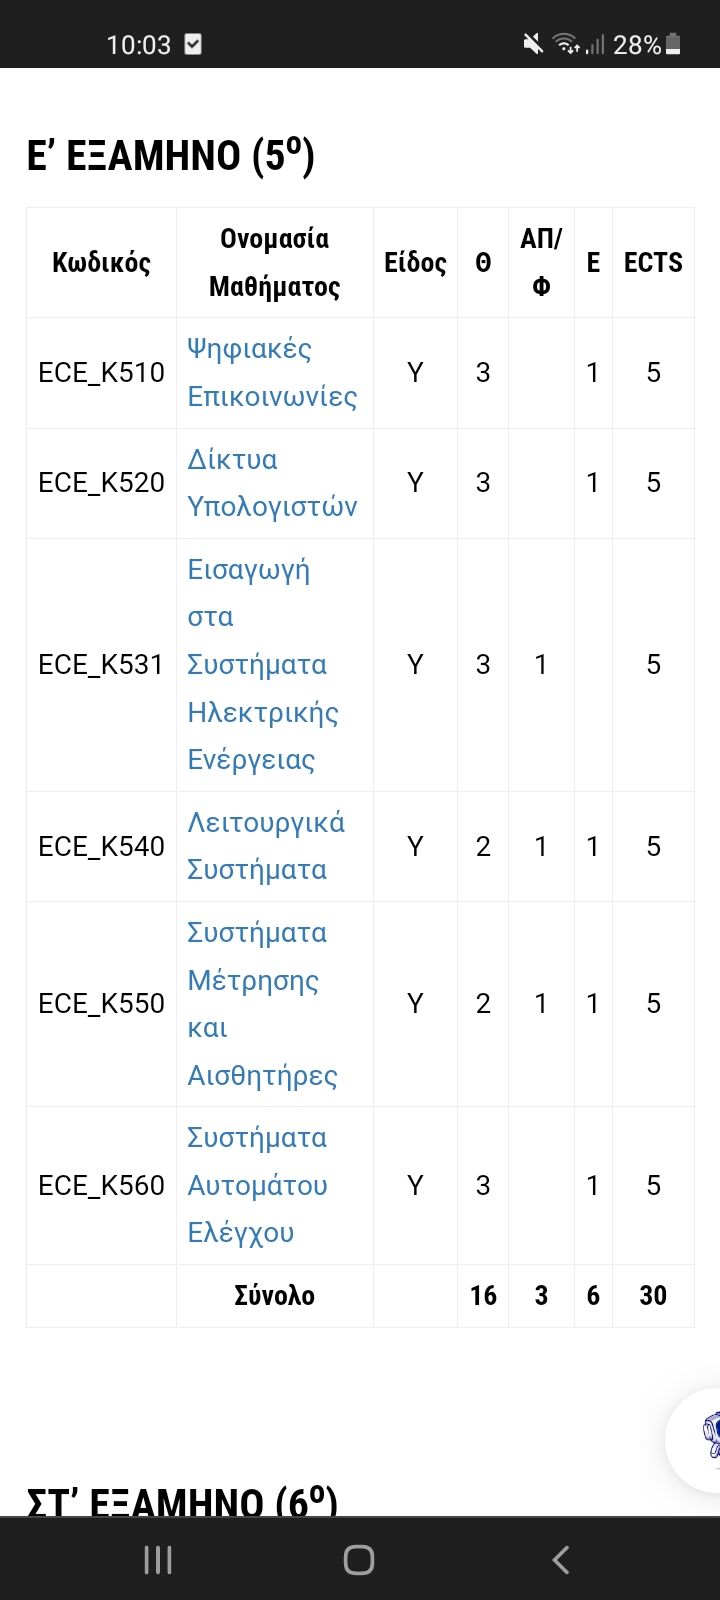 10:03
28%
Ε’ ΕΞΑΜΗΝΟ (5º)
Κωδικός Ονομασία Μαθήματος Είδος Θ ΑΠ/Φ Ε ECTS
ECE_K510 Ψηφιακές Επικοινωνίες Υ 3 1 5
ECE_K520 Δίκτυα Υπολογιστών Υ 3 1 5
ECE_K531 Εισαγωγή στα Συστήματα Ηλεκτρικής Ενέργειας Υ 3 1 5
ECE_K540 Λειτουργικά Συστήματα Υ 2 1 1 5
ECE_K550 Συστήματα Μέτρησης και Αισθητήρες Υ 2 1 1 5
ECE_K560 Συστήματα Αυτομάτου Ελέγχου Υ 3 1 5
Σύνολο 16 3 6 30
ΣΤ’ ΕΞΑΜΗΝΟ (6º)